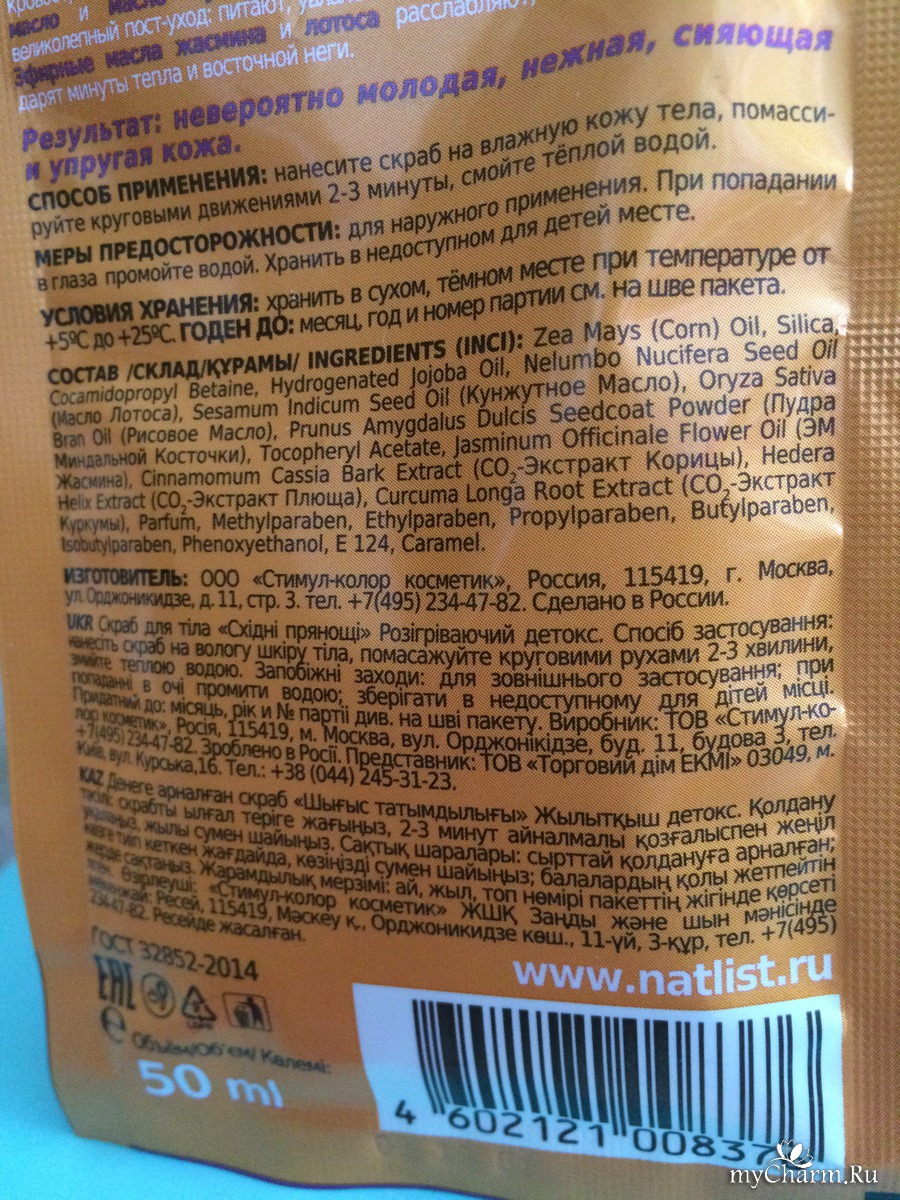 масло и масло
великолепный пост-уход: питают,
Эфирные масла жасмина и лотоса расслабляют,
дарят минуты тепла и восточной неги.
Результат: невероятно молодая, нежная, сияющая
и упругая кожа.
СПОСОБ ПРИМЕНЕНИЯ: нанесите скраб на влажную кожу тела, помасси-
руйте круговыми движениями 2-3 минуты, смойте тёплой водой.
МЕРЫ ПРЕДОСТОРОЖНОСТИ: для наружного применения. При попадании
в глаза промойте водой. Хранить в недоступном для детей месте.
УСЛОВИЯ ХРАНЕНИЯ: хранить в сухом, тёмном месте при температуре от
+5ºC до +25ºC. ГОДЕН ДО: месяц, год и номер партии см. на шве пакета.
СОСТАВ /СКЛАД/ҚҰРАМЫ/ INGREDIENTS (INCI): Zea Mays (Corn) Oil, Silica,
Cocamidopropyl Betaine, Hydrogenated Jojoba Oil, Nelumbo Nucifera Seed Oil
(Масло Лотоса), Sesamum Indicum Seed Oil (Кунжутное Масло), Oryza Sativa
Bran Oil (Рисовое Масло), Prunus Amygdalus Dulcis Seedcoat Powder (Пудра
Миндальной Косточки), Tocopheryl Acetate, Jasminum Officinale Flower Oil (ЭМ
Жасмина), Cinnamomum Cassia Bark Extract (CO2-Экстракт Корицы), Hedera
Helix Extract (CO2-Экстракт Плюща), Curcuma Longa Root Extract (CO2-Экстракт
Куркумы), Parfum, Methylparaben, Ethylparaben, Propylparaben, Butylparaben,
Isobutylparaben, Phenoxyethanol, E 124, Caramel.
ИЗГОТОВИТЕЛЬ: ООО «Стимул-колор косметик», Россия, 115419, г. Москва,
ул. Орджоникидзе, д. 11, стр. 3. тел. +7(495) 234-47-82. Сделано в России.
UKR Скраб для тіла «Східні прянощі» Розігріваючий детокс. Спосіб застосування:
нанесіть скраб на вологу шкіру тіла, помасажуйте круговими рухами 2-3 хвилини,
змийте теплою водою. Запобіжні заходи: для зовнішнього застосування; при
попаданні в очі промити водою; зберігати в недоступному для дітей місці.
Придатний до: місяць, рік и № партії див. на шві пакету. Виробник: ТОВ «Стимул-ко-
лор косметик», Росія, 115419, м. Москва, вул. Орджонікідзе, буд. 11, будова 3, тел.
+7(495) 234-47-82. Зроблено в Росії. Представник: ТОВ «Торговий дім ЕКМІ» 03049, м.
Київ, вул. Курська,16. Тел.: +38 (044) 245-31-23.
KAZ Денеге арналған скраб «Шығыс татымдылығы» Жылытқыш детокс. Қолдану
тәсілі: скрабты ылғал теріге жағыңыз, 2-3 минут айналмалы қозғалыспен жеңіл
уқалаңыз, жылы сумен шайыңыз. Сақтық шаралары: сырттай қолдануға арналған;
көзге тиіп кеткен жағдайда, көзіңізді сумен шайыңыз; балалардың қолы жетпейтін
жерде сақтаңыз. Жарамдылық мерзімі: ай, жыл, топ нөмірі пакеттің жігінде көрсеті
Өзірлеуші: «Стимул-колор косметик» ЖШҚ Заңды және шын мәнісінде
Ресей, 115419, Мәскеу қ., Орджоникидзе көш., 11-үй, 3-құр, тел. +7(495)
234-47-82. Ресейде жасалған.
ГОСТ 32852-2014
www.natlist.ru
EAC
e Объём/Об'єм/ Көлемі:
50 ml
4 602121 00837
myCharm.Ru